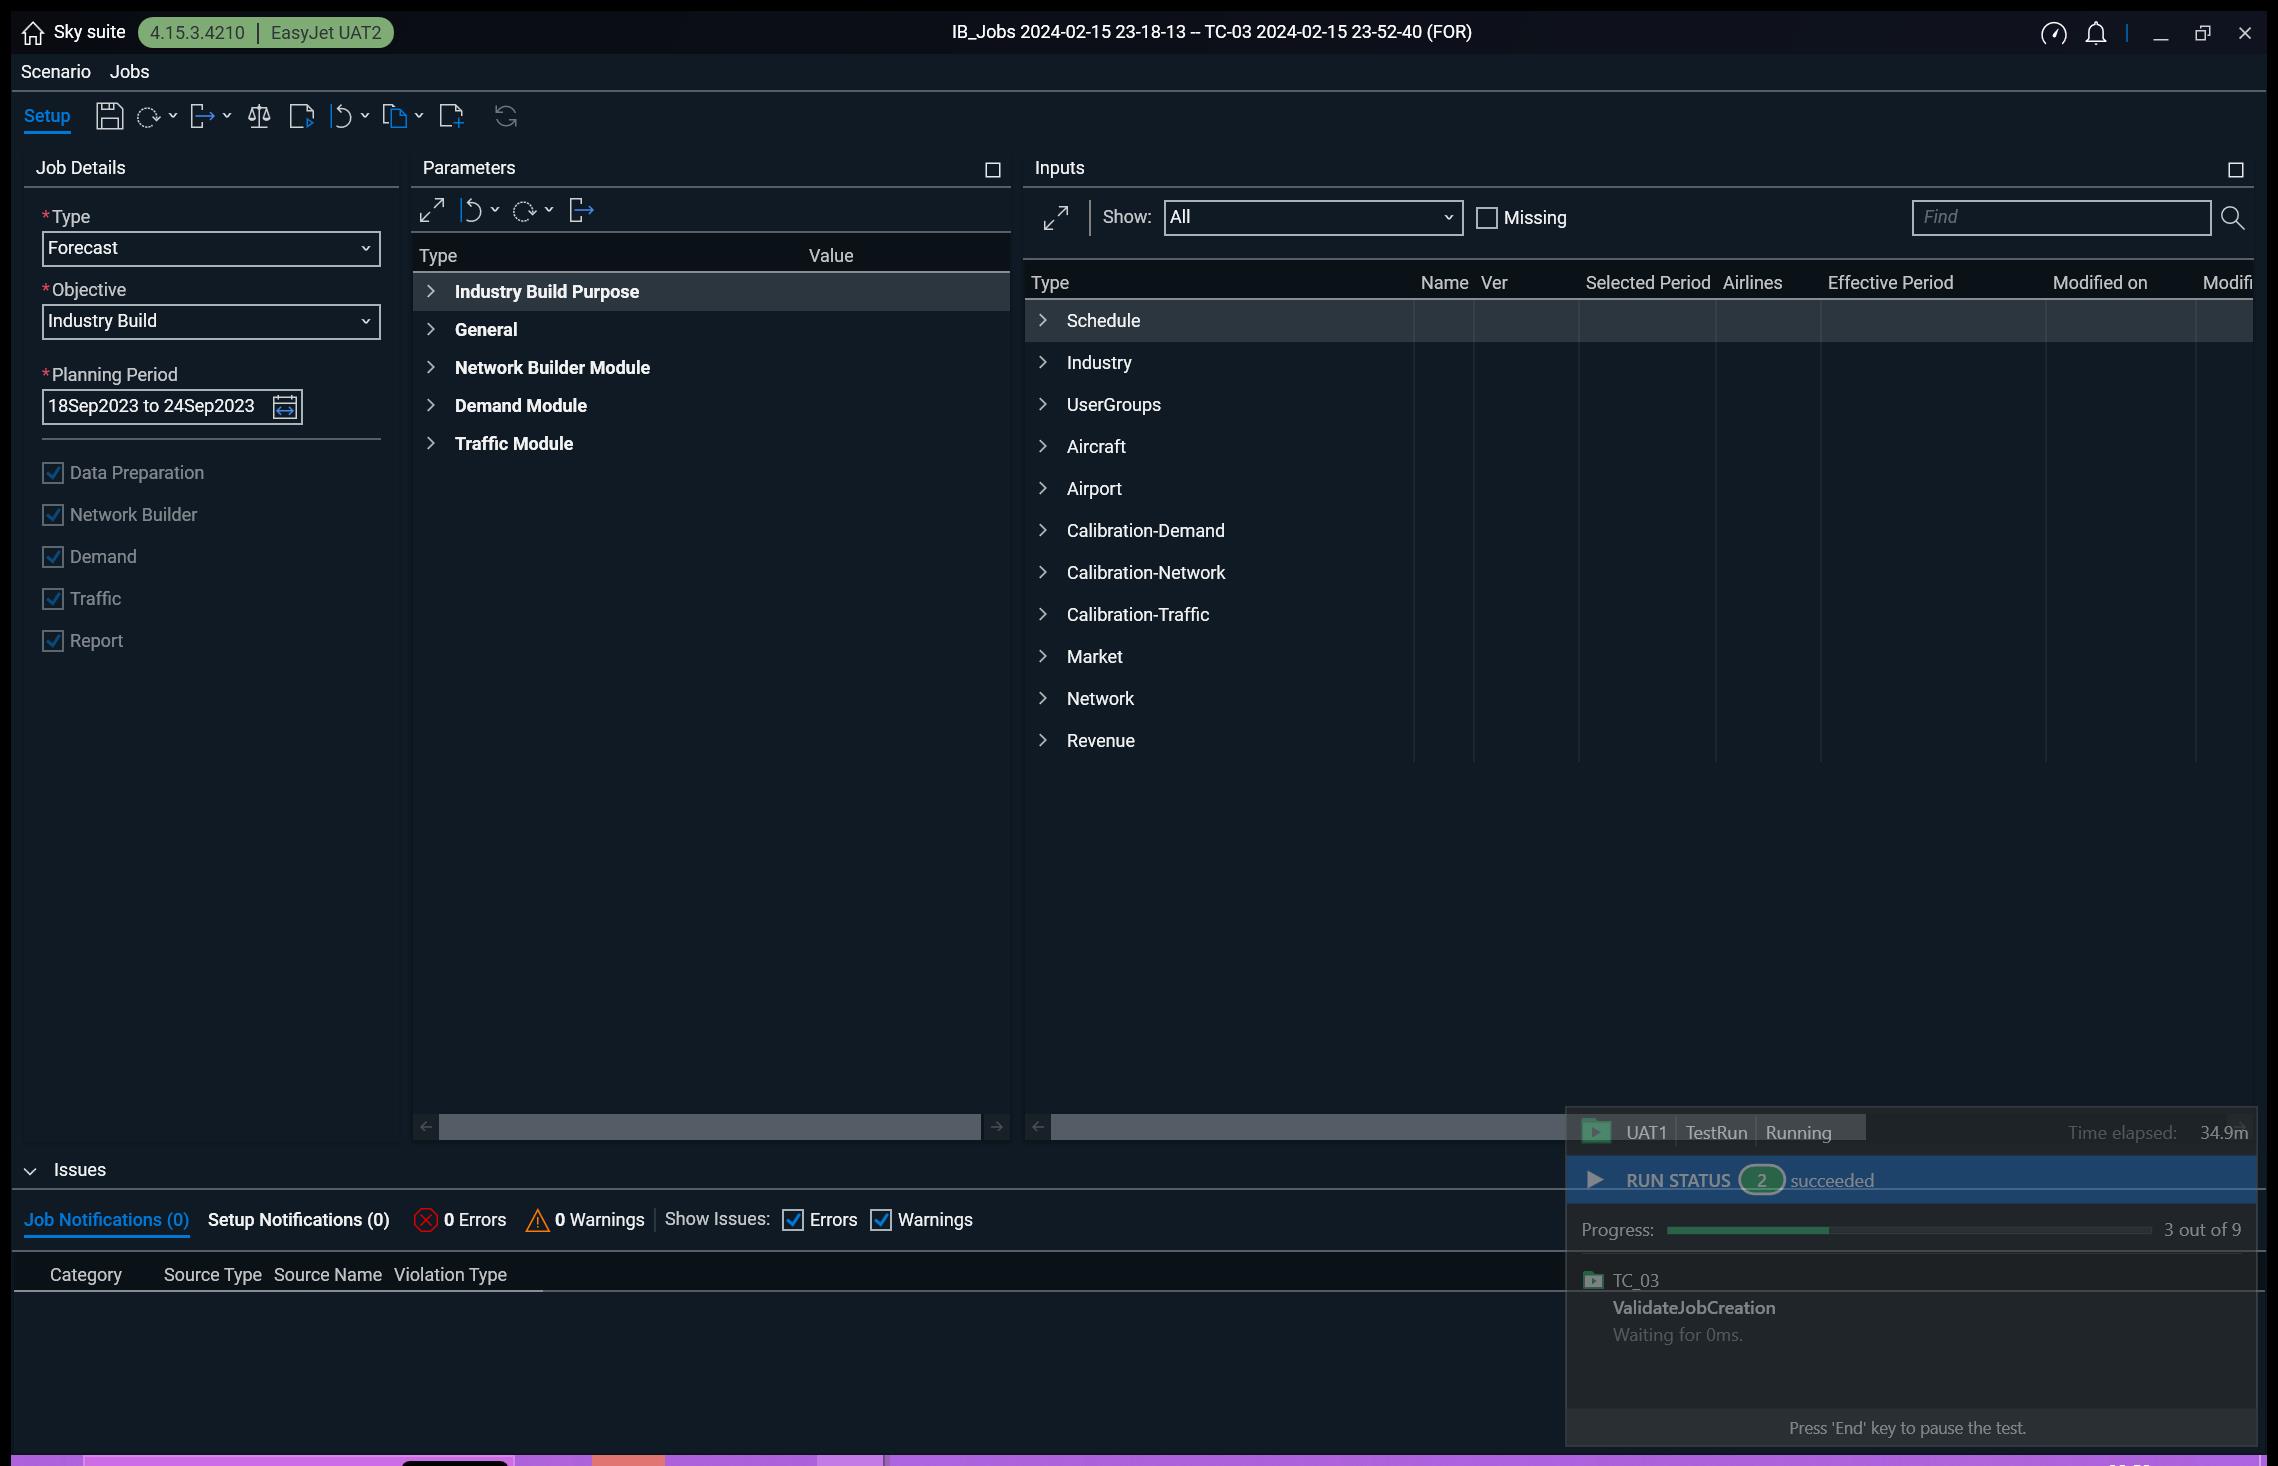 Sky suite 4.15.3.4210 | EasyJet UAT2
IB_Jobs 2024-02-15 23-18-13 -- TC-03 2024-02-15 23-52-40 (FOR)
Scenario Jobs
Setup
Job Details
*Type
Forecast
*Objective
Industry Build
*Planning Period
18Sep2023 to 24Sep2023
Data Preparation
Network Builder
Demand
Traffic
Report
Parameters
Type Value
Industry Build Purpose
General
Network Builder Module
Demand Module
Traffic Module
Inputs
Show: All Missing Find
Type Name Ver Selected Period Airlines Effective Period Modified on Modifi
Schedule
Industry
UserGroups
Aircraft
Airport
Calibration-Demand
Calibration-Network
Calibration-Traffic
Market
Network
Revenue
Issues
Job Notifications (0) Setup Notifications (0) 0 Errors 0 Warnings Show Issues: Errors Warnings
Category Source Type Source Name Violation Type
UAT1 TestRun Running Time elapsed: 34.9m
RUN STATUS 2 succeeded
Progress: 3 out of 9
TC_03
ValidateJobCreation
Waiting for 0ms.
Press 'End' key to pause the test.